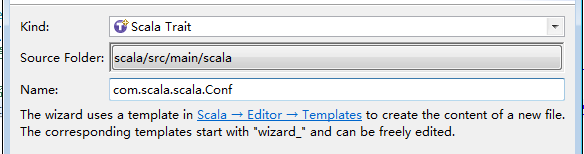 Kind:
Scala Trait
Source Folder:
scala/src/main/scala
Name:
com.scala.scala.Conf
The wizard uses a template in Scala → Editor → Templates to create the content of a new file.
The corresponding templates start with "wizard_" and can be freely edited.